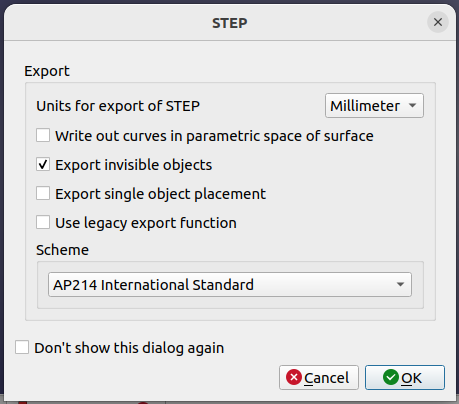 STEP
Export
Units for export of STEP Millimeter
Write out curves in parametric space of surface
Export invisible objects
Export single object placement
Use legacy export function
Scheme
AP214 International Standard
Don't show this dialog again
Cancel OK